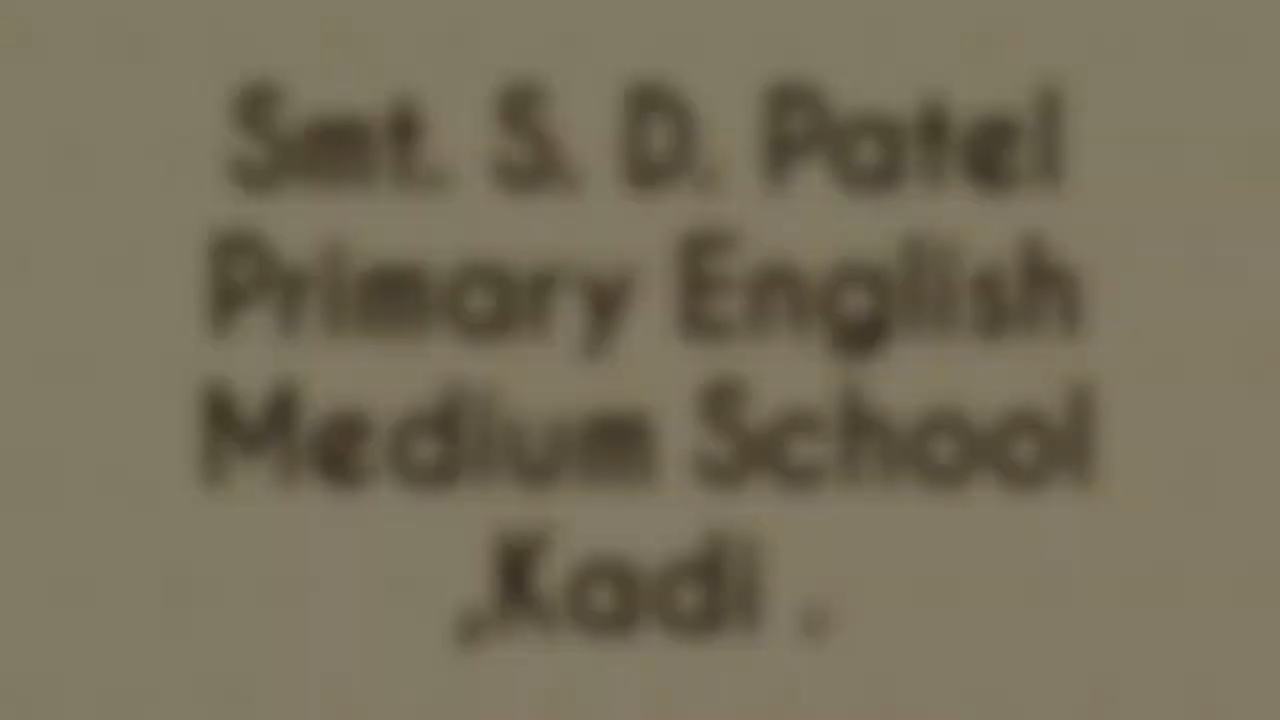 Smt. S. D. Patel
Primary English
Medium School
,Kadi .